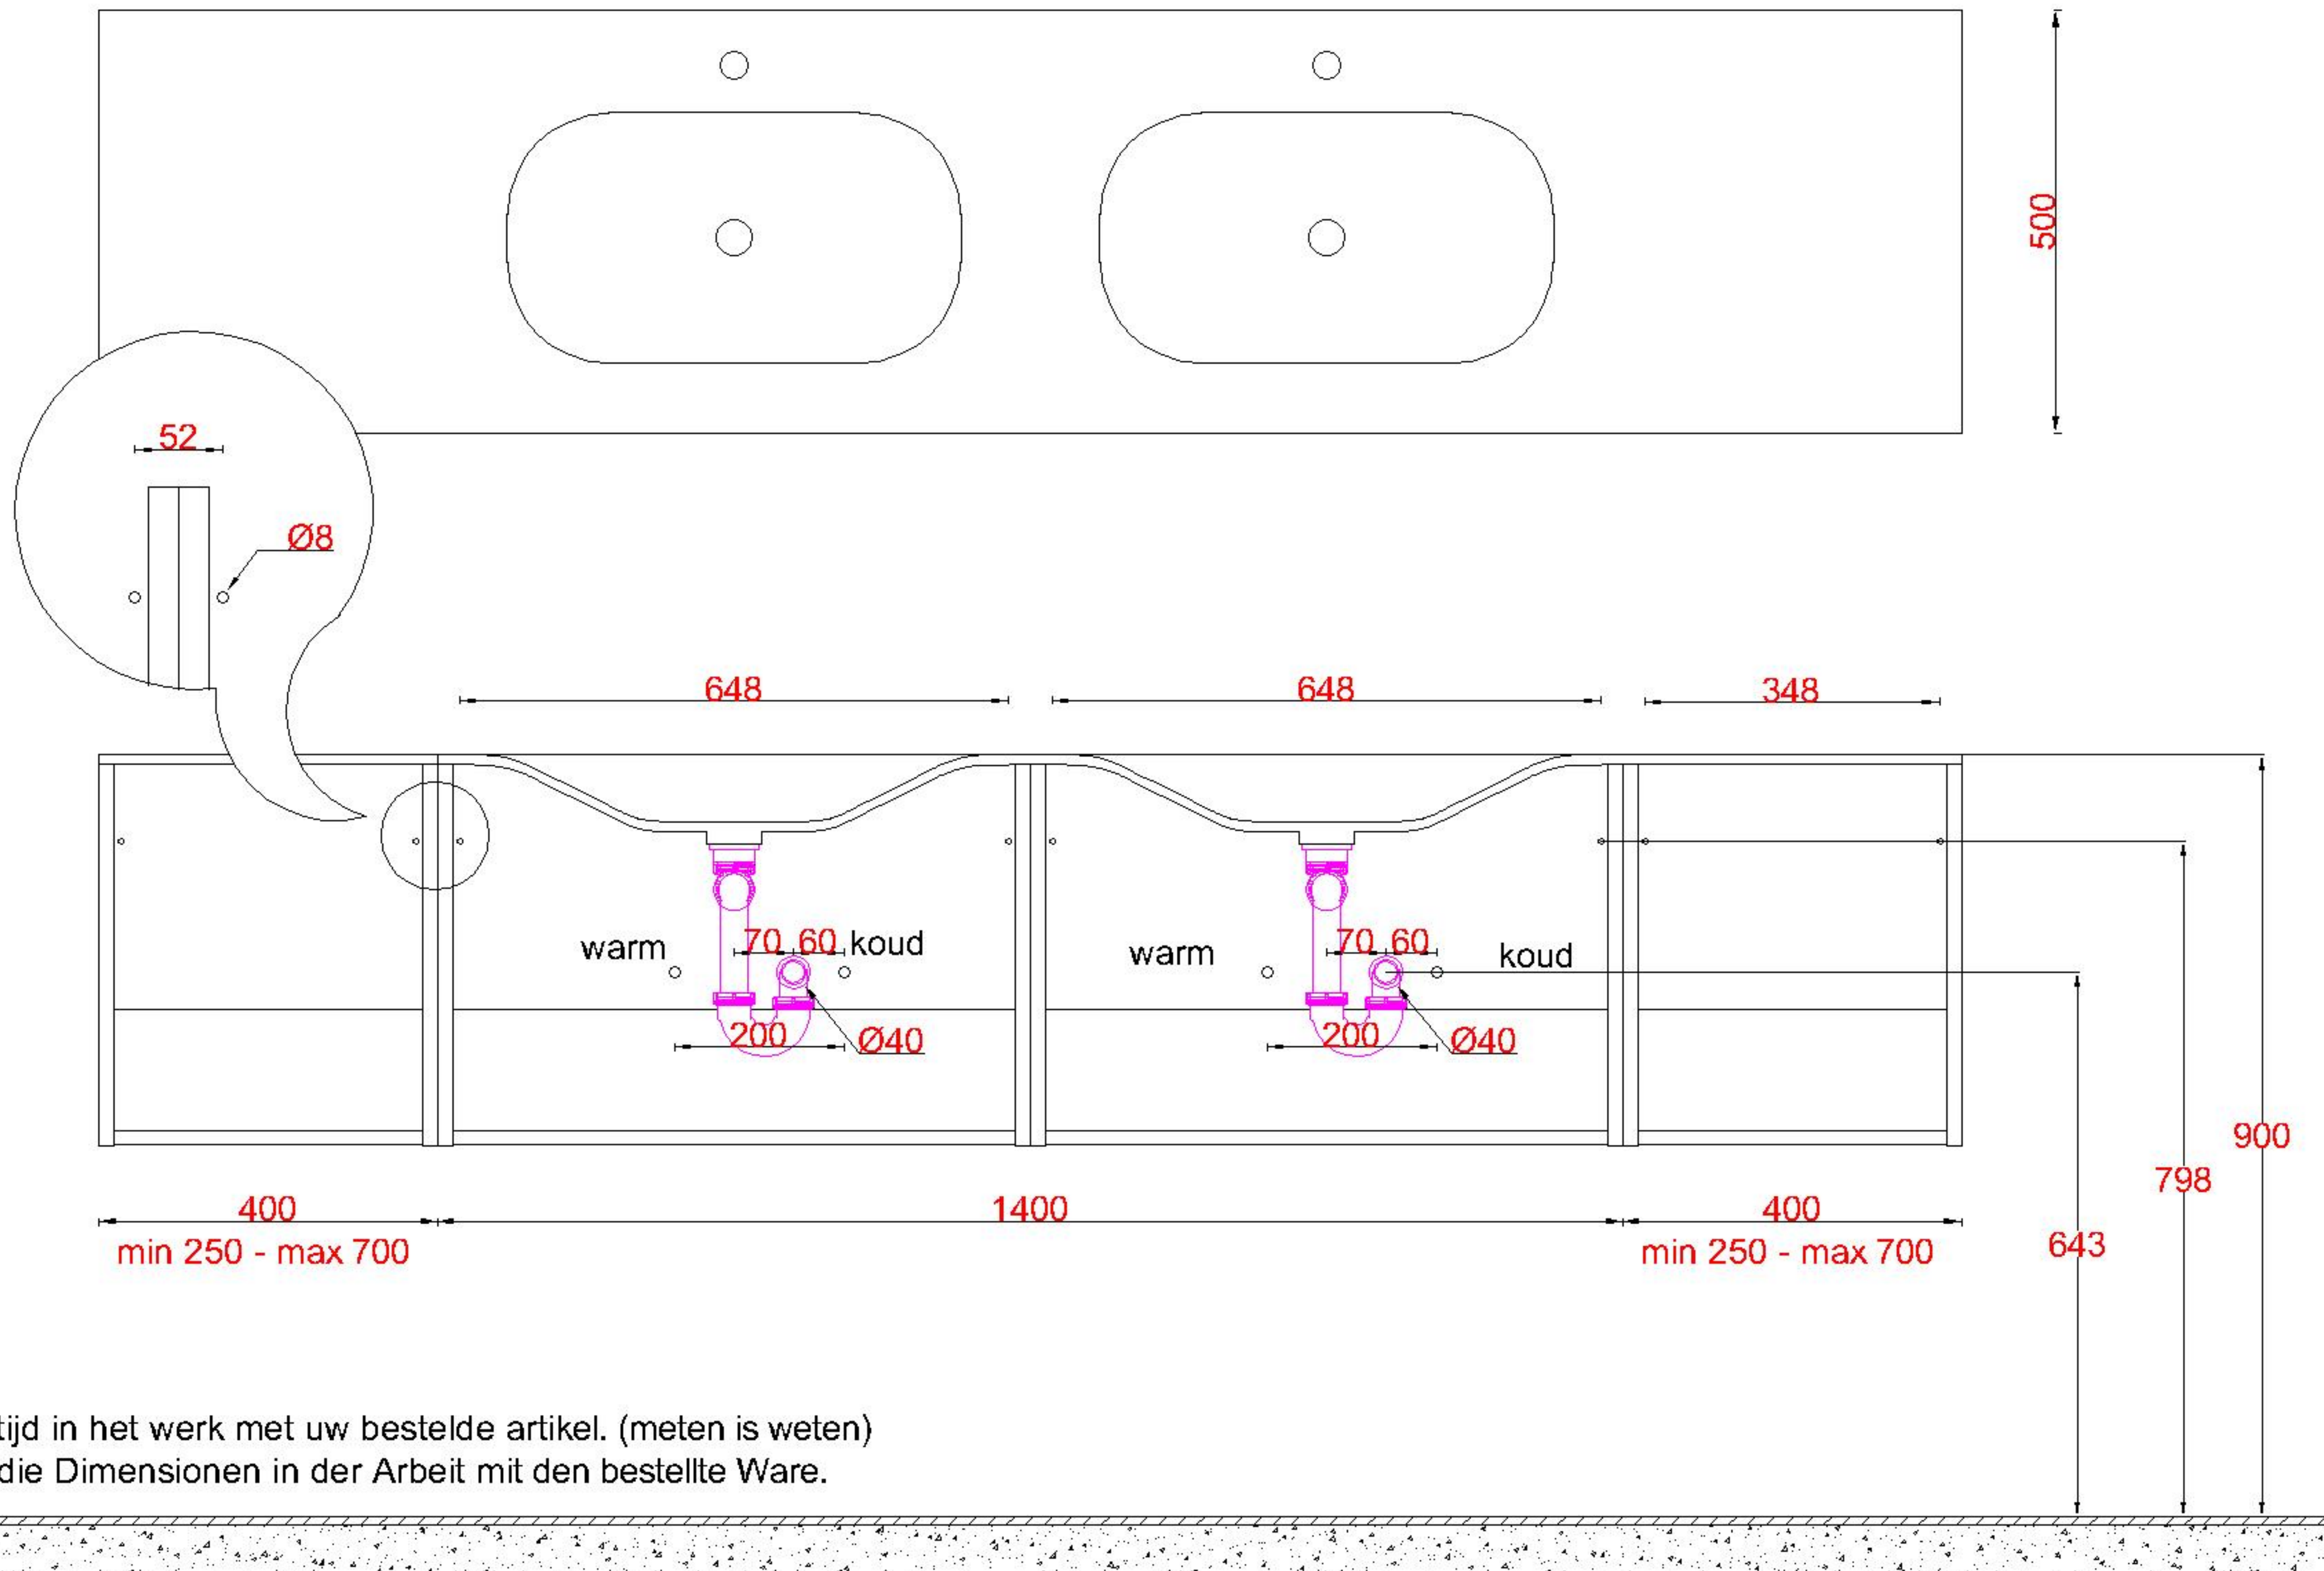 500
52
Ø8
648
648
348
warm
70
60
koud
warm
70
60
koud
200
Ø40
200
Ø40
900
798
643
400
1400
400
min 250 - max 700
min 250 - max 700
tijd in het werk met uw bestelde artikel. (meten is weten)
die Dimensionen in der Arbeit mit den bestellte Ware.